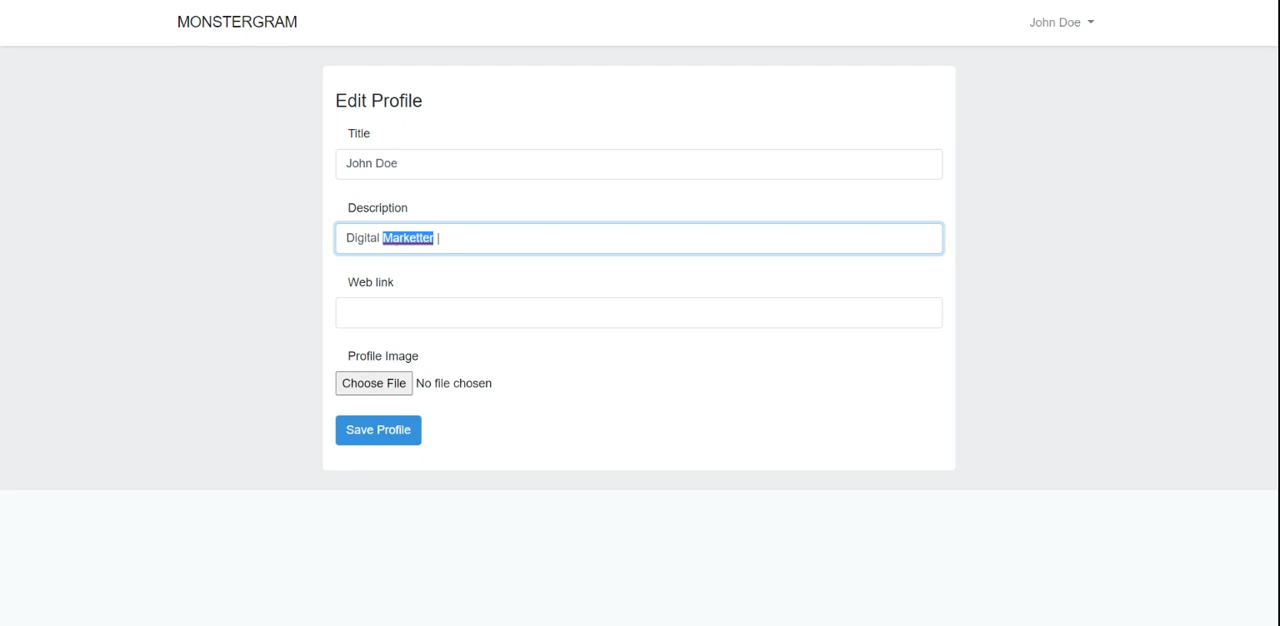 MONSTERGRAM John Doe
Edit Profile
Title
John Doe
Description
Digital Marketter |
Web link
Profile Image
Choose File No file chosen
Save Profile